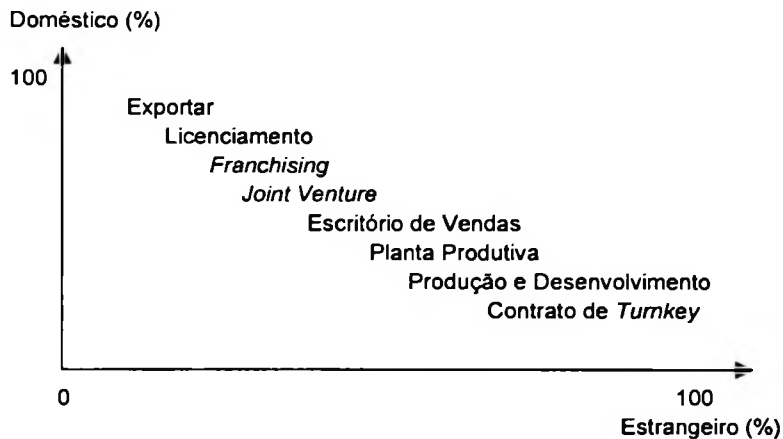 Doméstico (%)
100
Exportar
Licenciamento
Franchising
Joint Venture
Escritório de Vendas
Planta Produtiva
Produção e Desenvolvimento
Contrato de Turnkey
0
100
Estrangeiro (%)